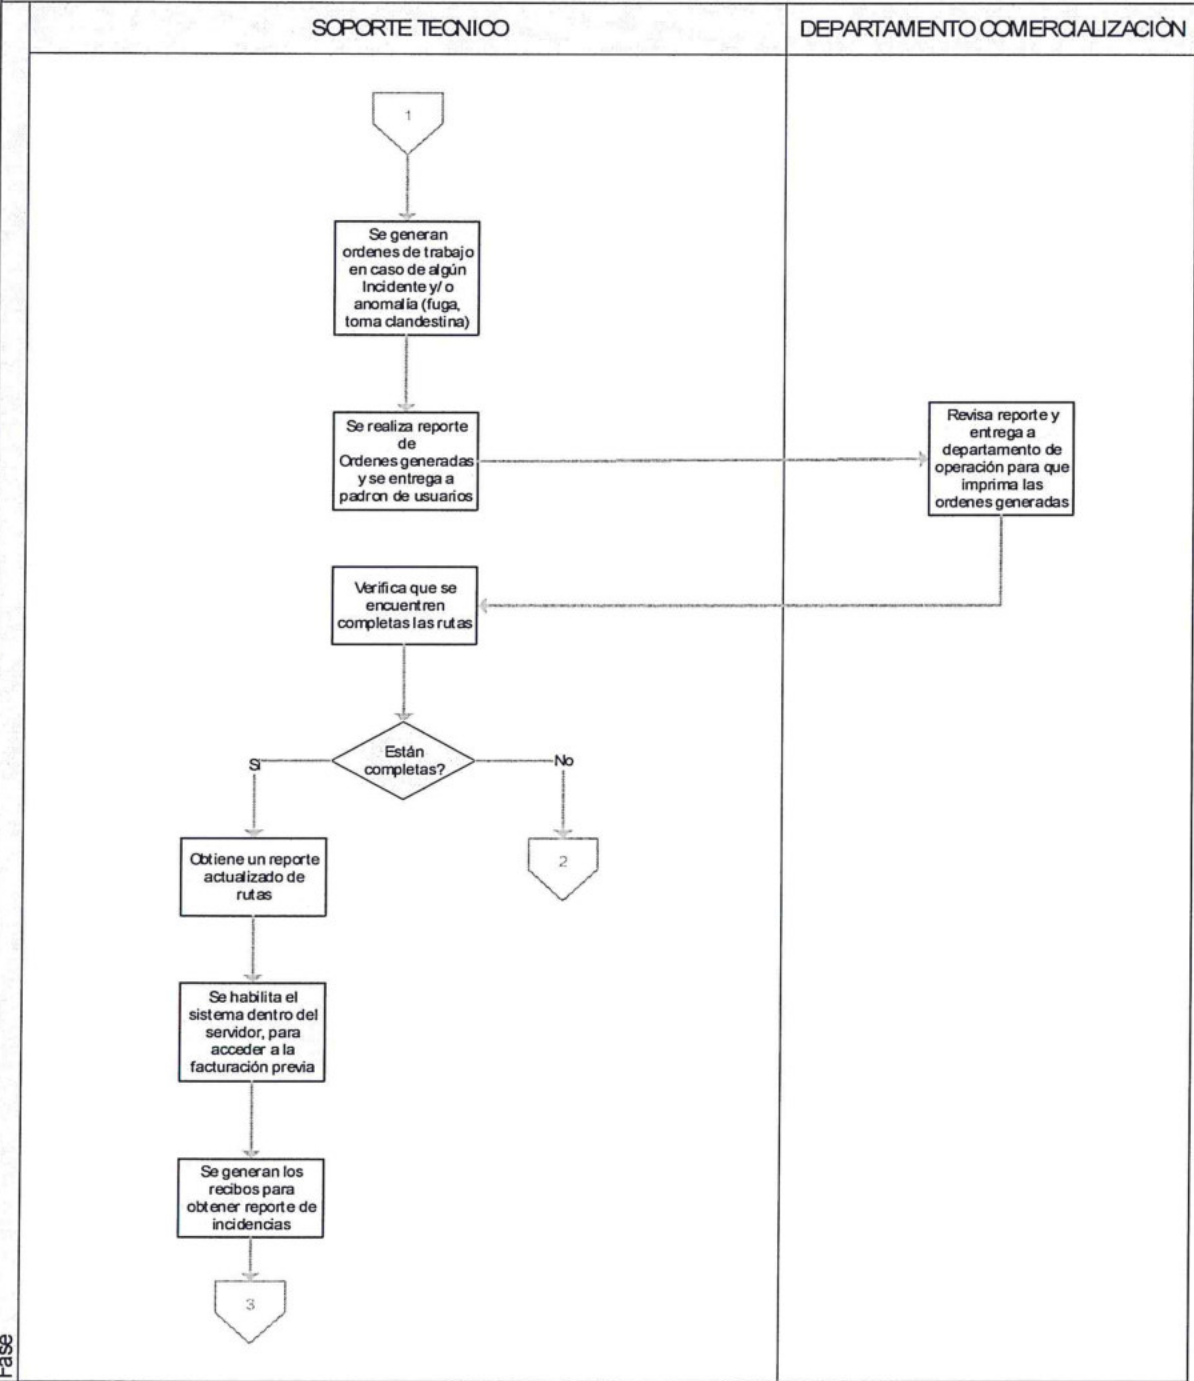 SOPORTE TECNICO
DEPARTAMENTO COMERCIALIZACIÒN
1
Se generan
ordenes de trabajo
en caso de algún
Incidente y/o
anomalía (fuga,
toma clandestina)
Se realiza reporte
de
Ordenes generadas
y se entrega a
padron de usuarios
Revisa reporte y
entrega a
departamento de
operación para que
imprima las
ordenes generadas
Verifica que se
encuentren
completas las rutas
Están
completas?
Si
No
Obtiene un reporte
actualizado de
rutas
2
Se habilita el
sistema dentro del
servidor, para
acceder a la
facturación previa
Se generan los
recibos para
obtener reporte de
incidencias
3
Fase